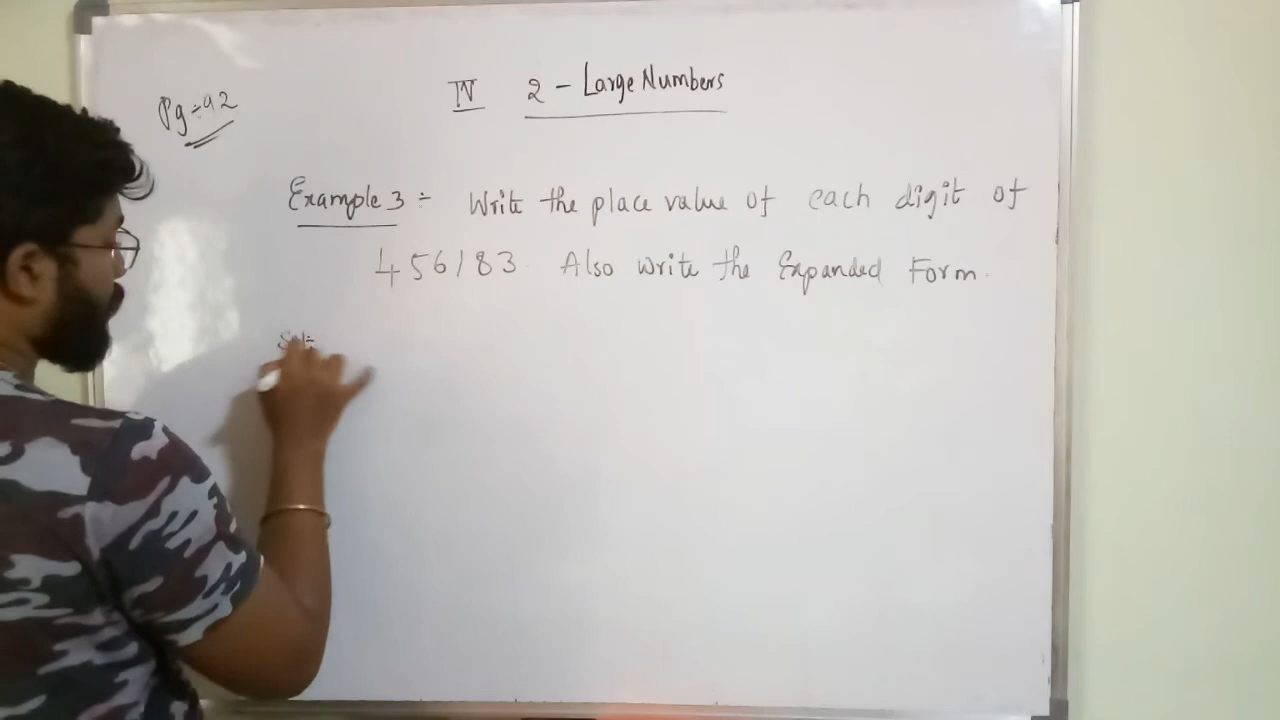 IV 2 - Large Numbers
Pg÷92
Example 3 ÷ Write the place value of each digit of
456183. Also write the Expanded Form.
Sol÷